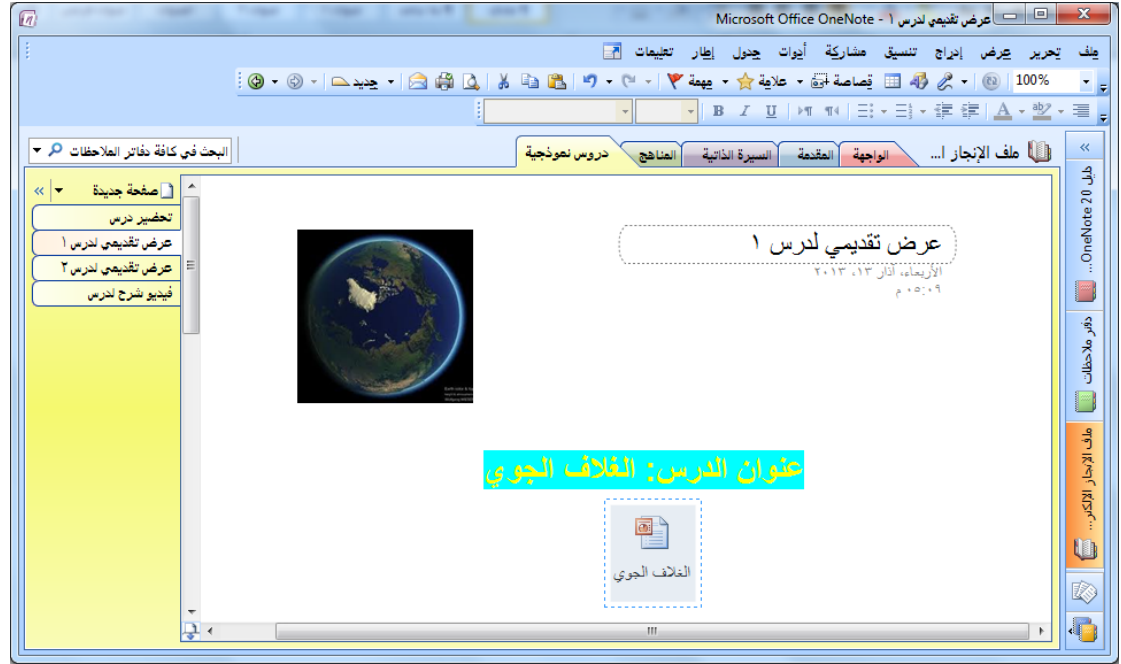 عرض تقديمي لدرس ١ - Microsoft Office OneNote
ملف تحرير عرض إدراج تنسيق مشاركة أدوات جدول إطار تعليمات
100% قصاصة علامة مهمة جديد
B I U A ab
ملف الإنجاز ا... الواجهة المقدمة السيرة الذاتية المناهج دروس نموذجية
البحث في كافة دفاتر الملاحظات
دليل OneNote 20...
دفتر ملاحظات
ملف الإنجاز الإلكتر...
صفحة جديدة
تحضير درس
عرض تقديمي لدرس ١
عرض تقديمي لدرس ٢
فيديو شرح لدرس
عرض تقديمي لدرس ١
الأربعاء، آذار ١٣، ٢٠١٣
٠٥:٠٩ م
عنوان الدرس: الغلاف الجوي
الغلاف الجوي